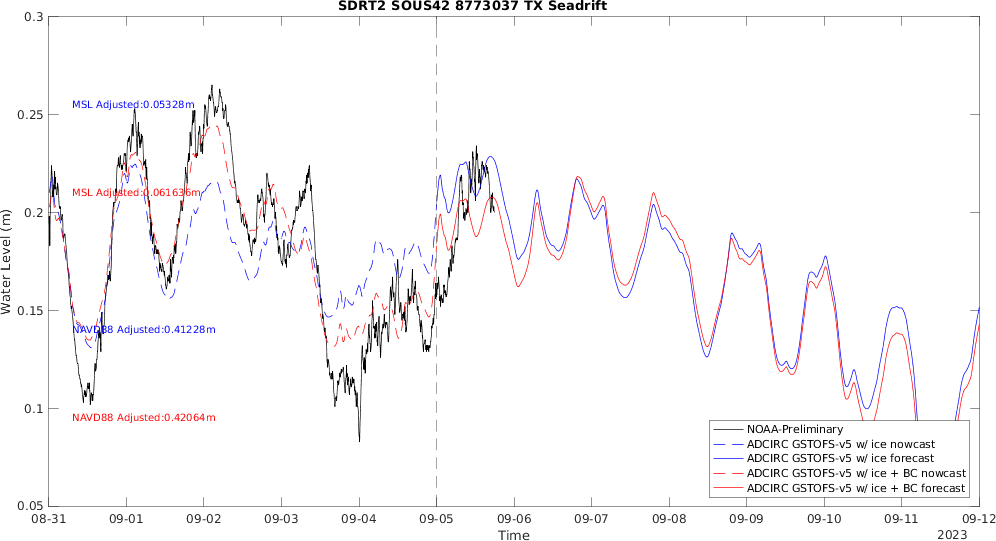 SDRT2 SOUS42 8773037 TX Seadrift
0.3
0.25
0.2
0.15
0.1
0.05
Water Level (m)
MSL Adjusted:0.05328m
MSL Adjusted:0.061636m
NAVD88 Adjusted:0.41228m
NAVD88 Adjusted:0.42064m
NOAA-Preliminary
ADCIRC GSTOFS-v5 w/ ice nowcast
ADCIRC GSTOFS-v5 w/ ice forecast
ADCIRC GSTOFS-v5 w/ ice + BC nowcast
ADCIRC GSTOFS-v5 w/ ice + BC forecast
08-31 09-01 09-02 09-03 09-04 09-05 09-06 09-07 09-08 09-09 09-10 09-11 09-12
Time
2023